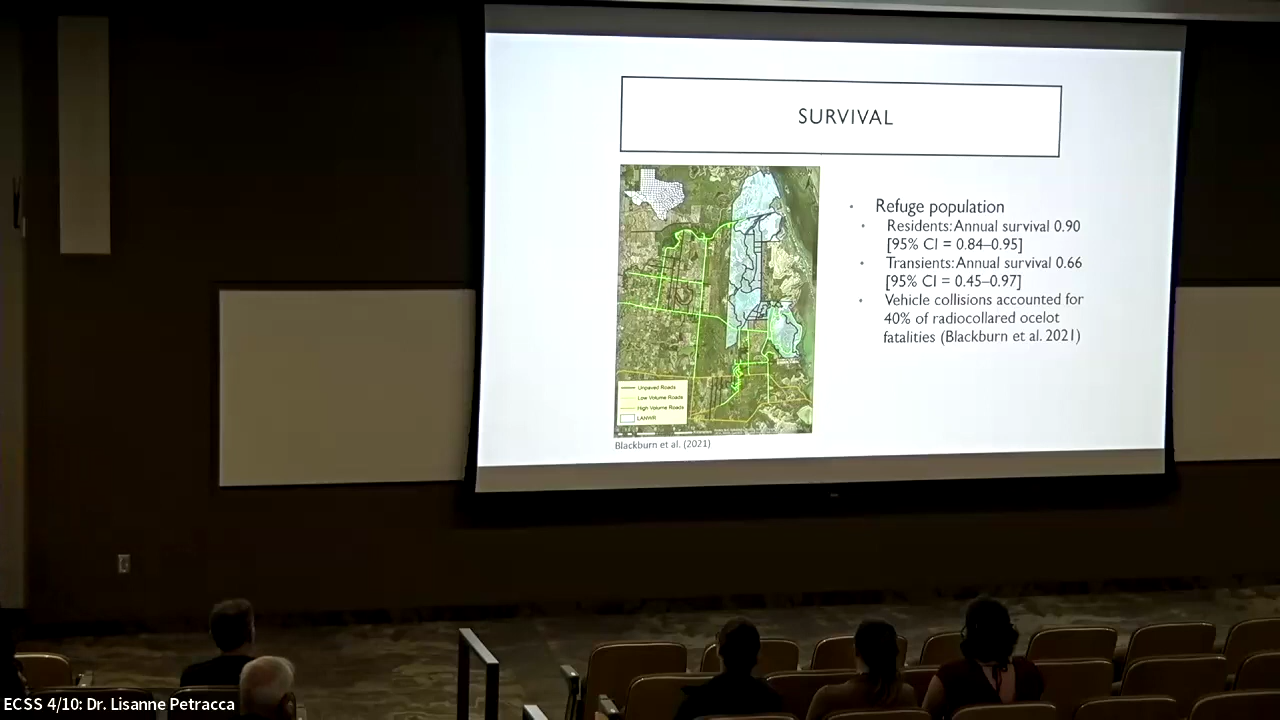 SURVIVAL
Refuge population
Residents: Annual survival 0.90
[95% CI = 0.84–0.95]
Transients: Annual survival 0.66
[95% CI = 0.45–0.97]
Vehicle collisions accounted for
40% of radiocollared ocelot
fatalities (Blackburn et al. 2021)
Unpaved Roads
Low Volume Roads
High Volume Roads
LANWR
Blackburn et al. (2021)
ECSS 4/10: Dr. Lisanne Petracca